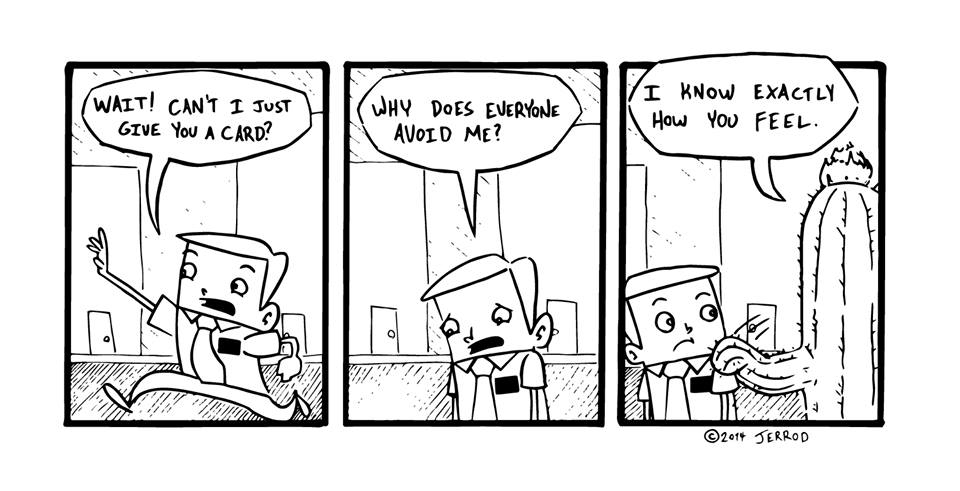 WAIT! CAN'T I JUST
GIVE YOU A CARD?
WHY DOES EVERYONE
AVOID ME?
I KNOW EXACTLY
HOW YOU FEEL.
©2014 JERROD